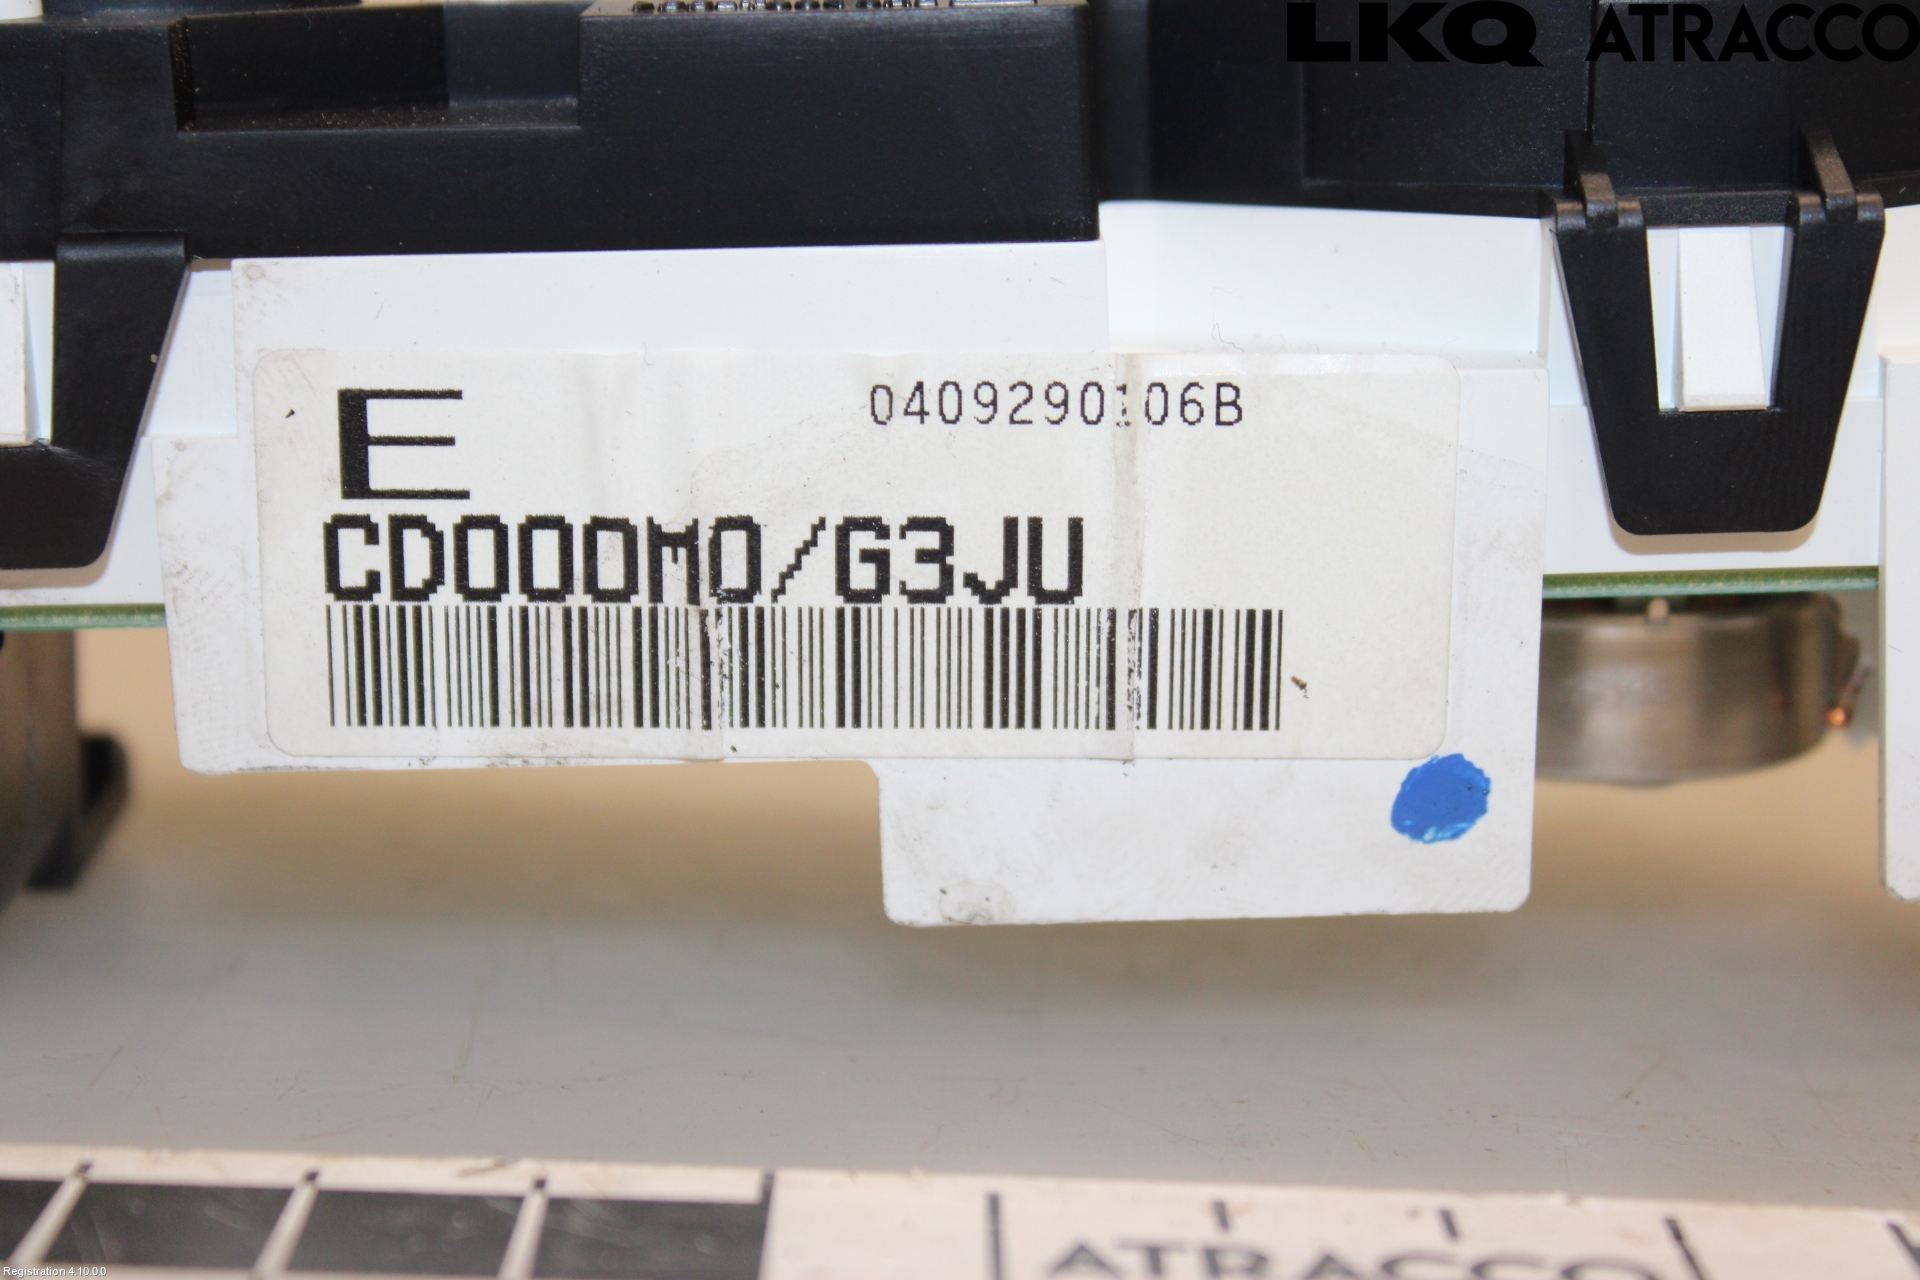 LKQ ATRACCO
E
0409290106B
CD000M0/G3JU
ATRACCO
Registration 4.10.0.0